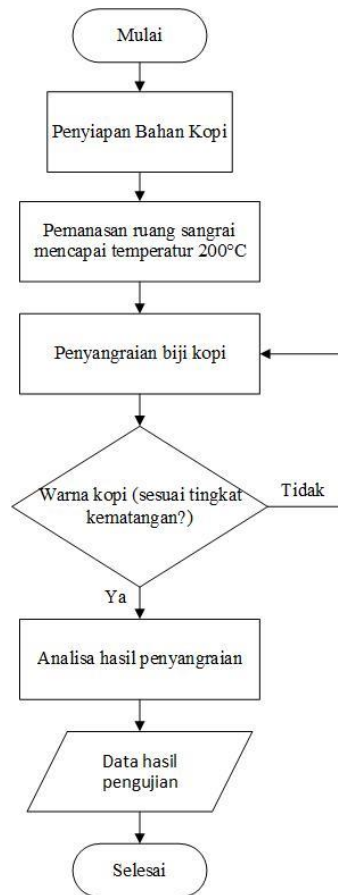 Mulai
Penyiapan Bahan Kopi
Pemanasan ruang sangrai
mencapai temperatur 200°C
Penyangraian biji kopi
Warna kopi (sesuai tingkat
kematangan?)
Tidak
Ya
Analisa hasil penyangraian
Data hasil
pengujian
Selesai